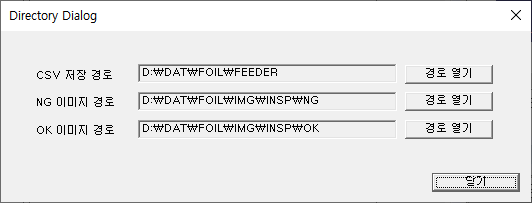 Directory Dialog
CSV 저장 경로 D:₩DAT₩FOIL₩FEEDER 경로 열기
NG 이미지 경로 D:₩DAT₩FOIL₩IMG₩INSP₩NG 경로 열기
OK 이미지 경로 D:₩DAT₩FOIL₩IMG₩INSP₩OK 경로 열기
닫기